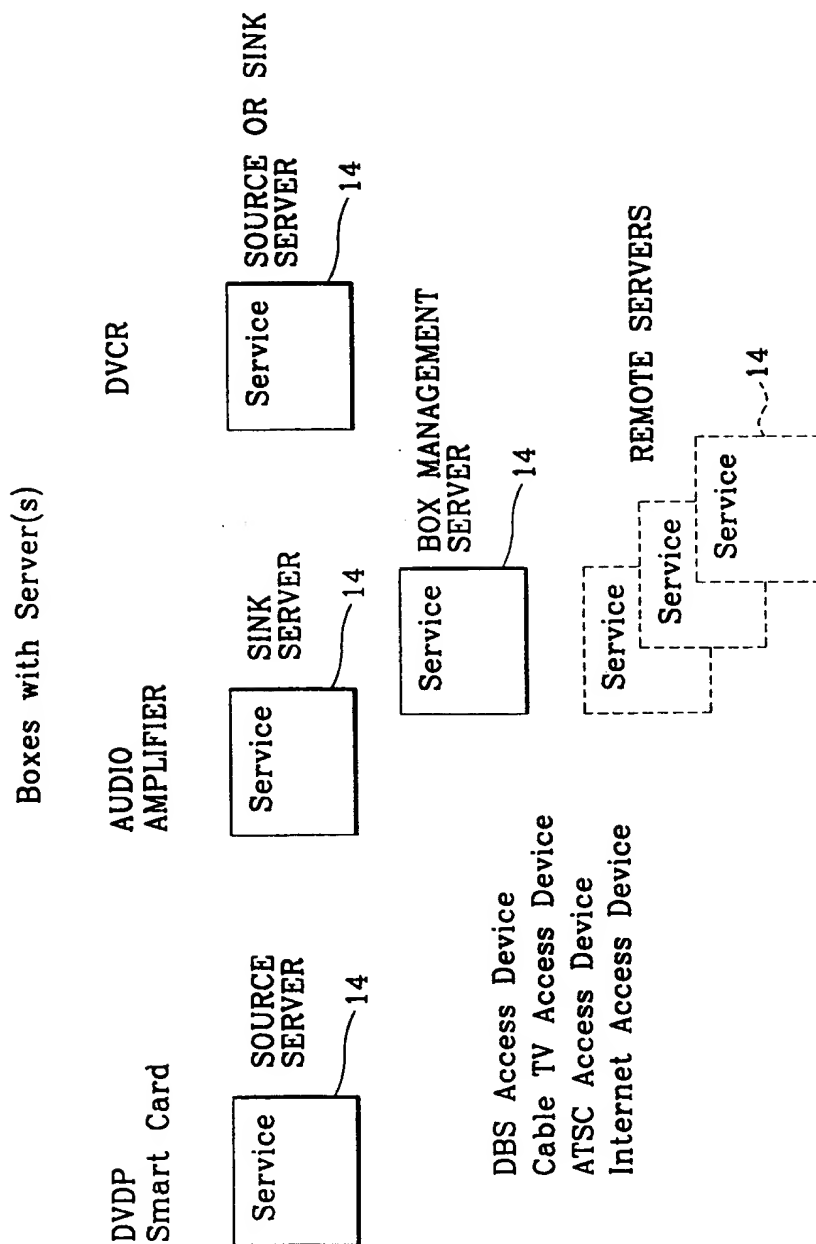 Boxes with Server(s)
DVDP
Smart Card
Service
SOURCE
SERVER
14
AUDIO
AMPLIFIER
Service
SINK
SERVER
14
DVCR
Service
SOURCE OR SINK
SERVER
14
DBS Access Device
Cable TV Access Device
ATSC Access Device
Internet Access Device
Service
BOX MANAGEMENT
SERVER
14
Service
Service
Service
REMOTE SERVERS
14